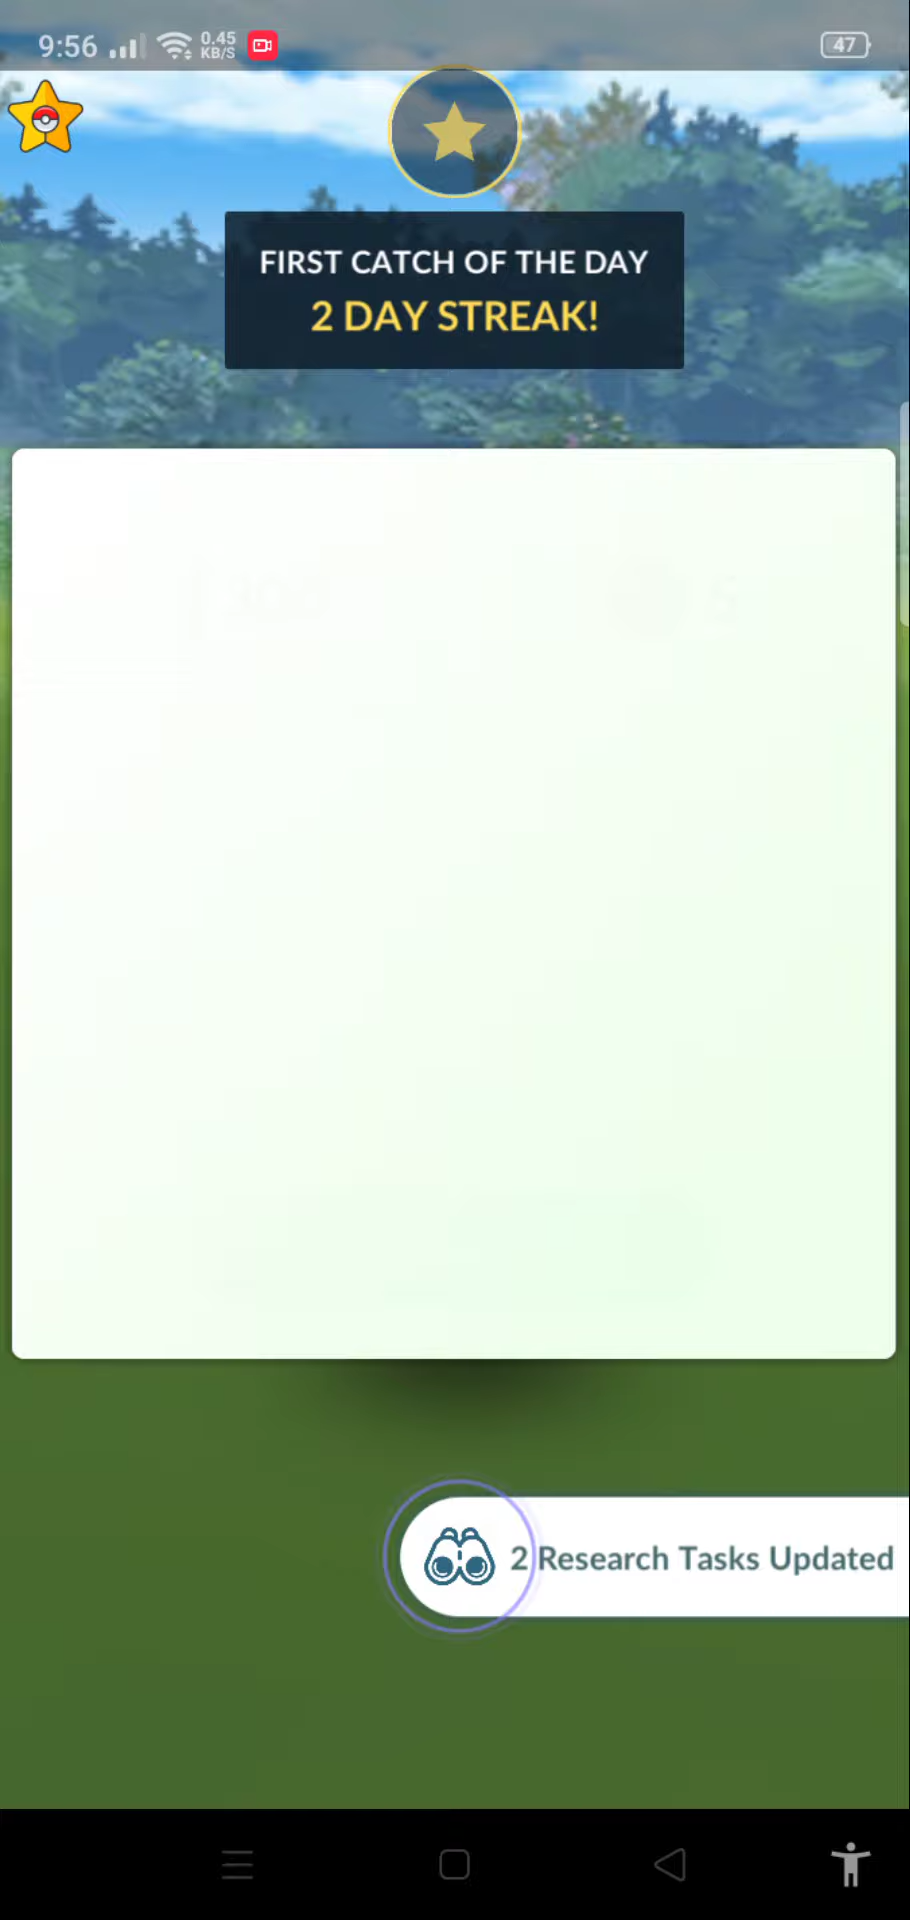 9:56
0.45
KB/S
47
FIRST CATCH OF THE DAY
2 DAY STREAK!
2 Research Tasks Updated